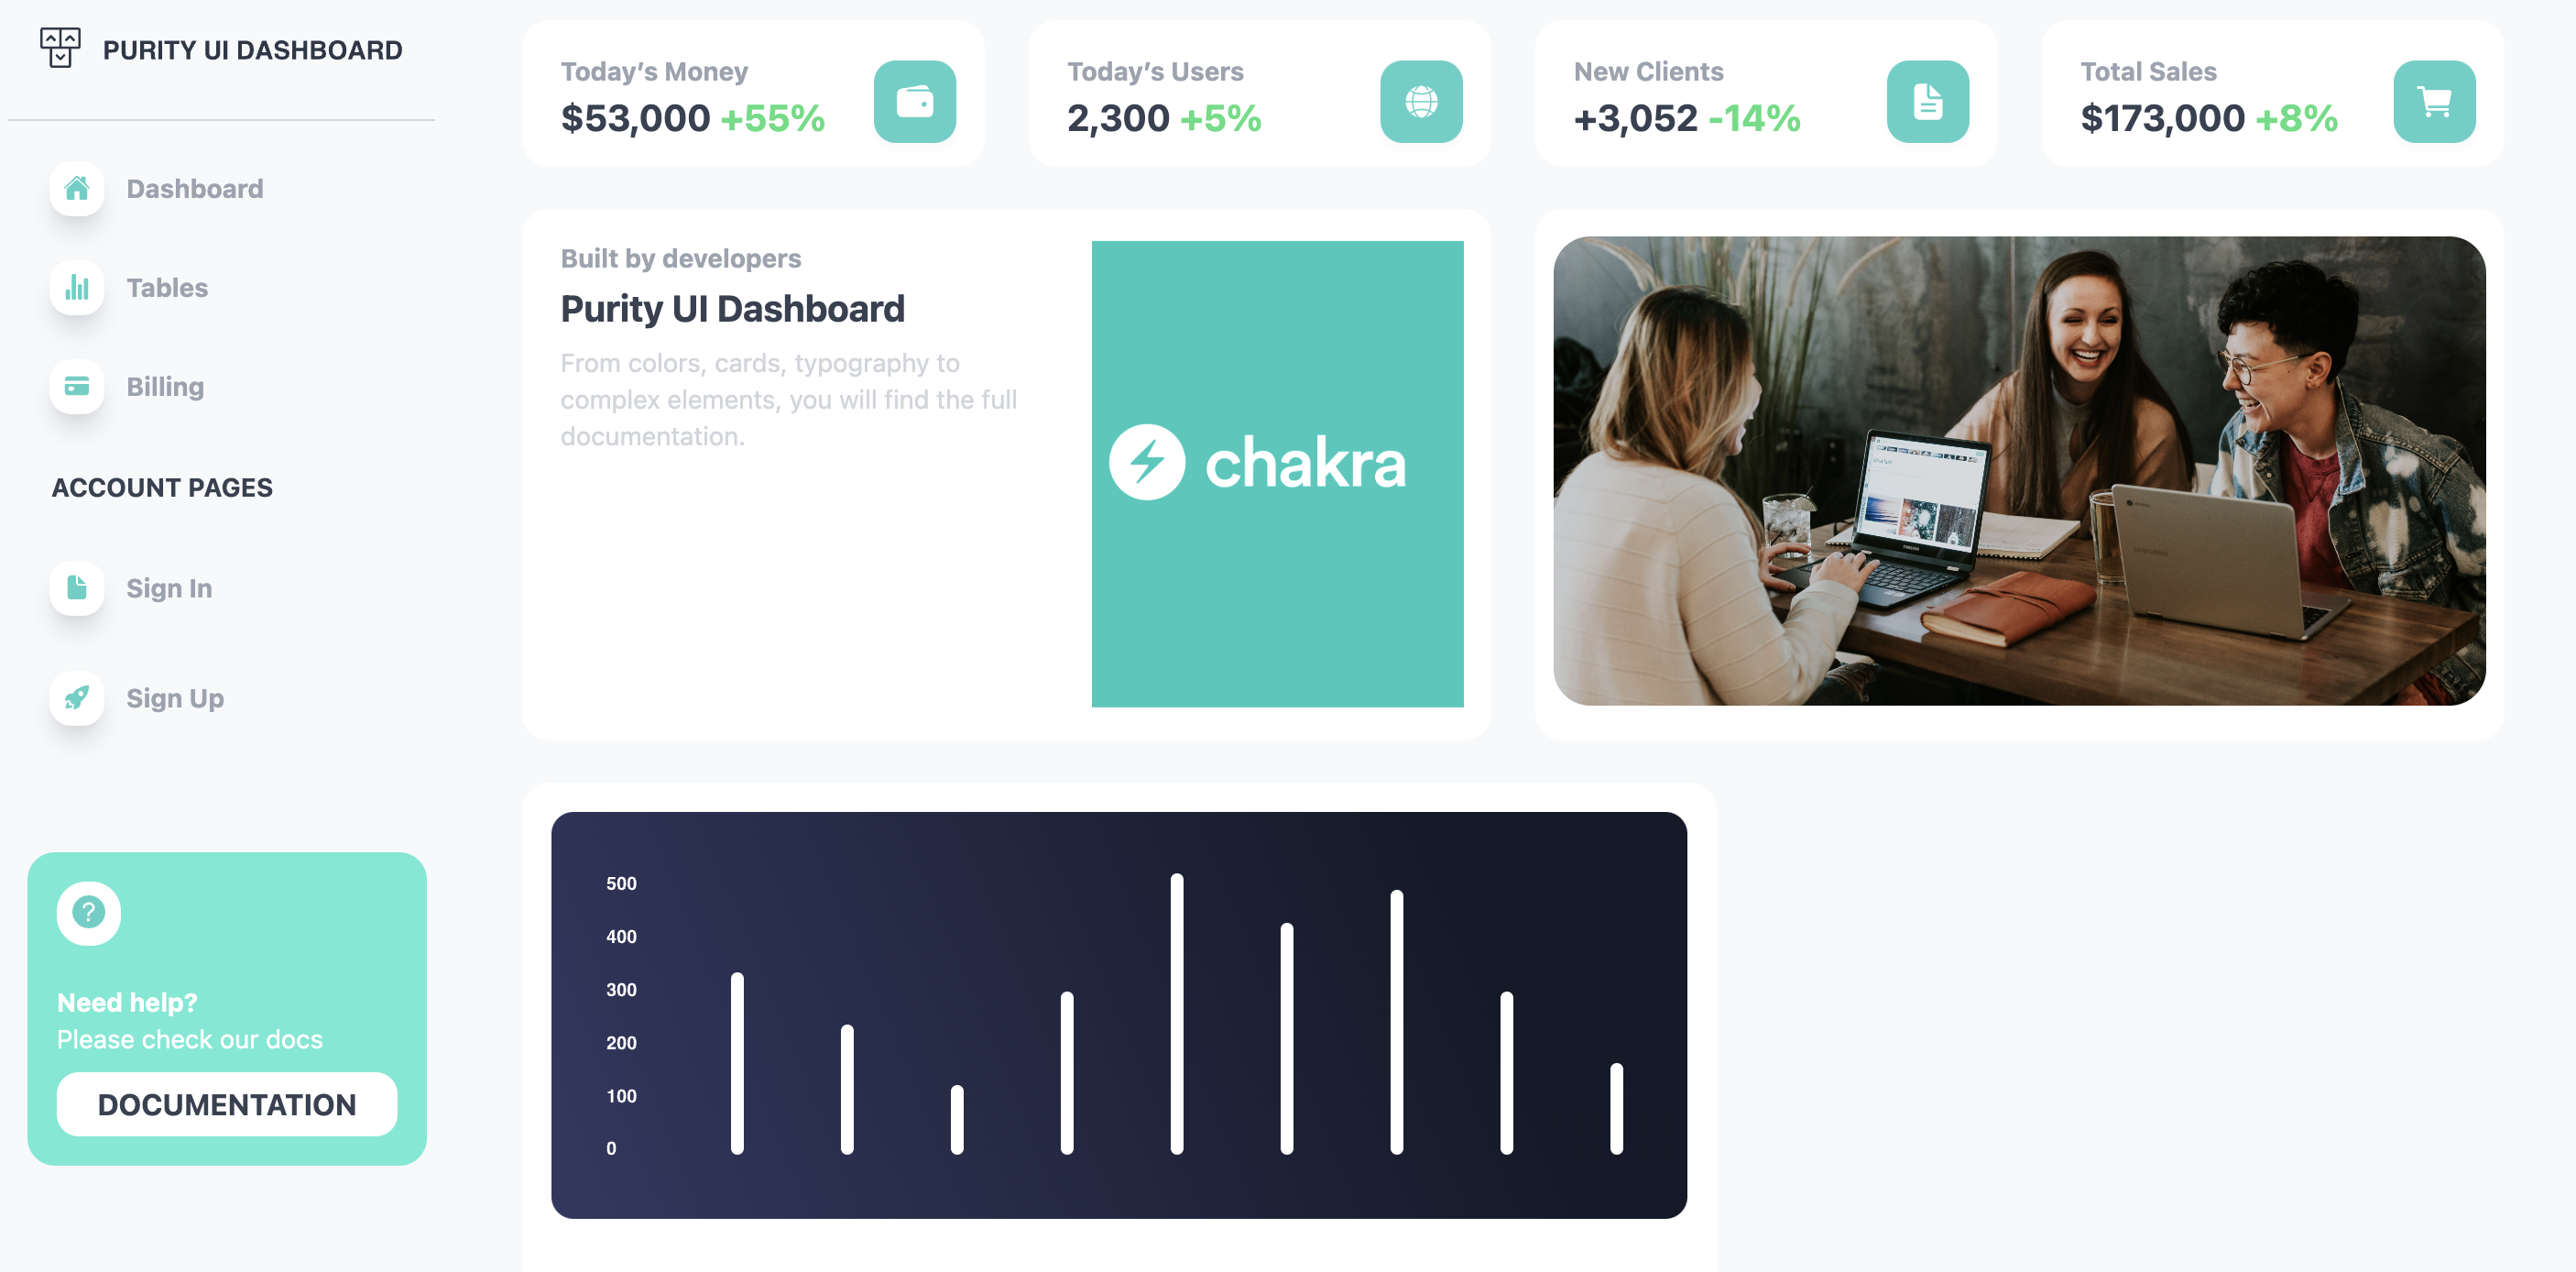 PURITY UI DASHBOARD
Dashboard
Tables
Billing
ACCOUNT PAGES
Sign In
Sign Up
Need help?
Please check our docs
DOCUMENTATION
Today’s Money
$53,000 +55%
Today’s Users
2,300 +5%
New Clients
+3,052 -14%
Total Sales
$173,000 +8%
Built by developers
Purity UI Dashboard
From colors, cards, typography to
complex elements, you will find the full
documentation.
chakra
500
400
300
200
100
0